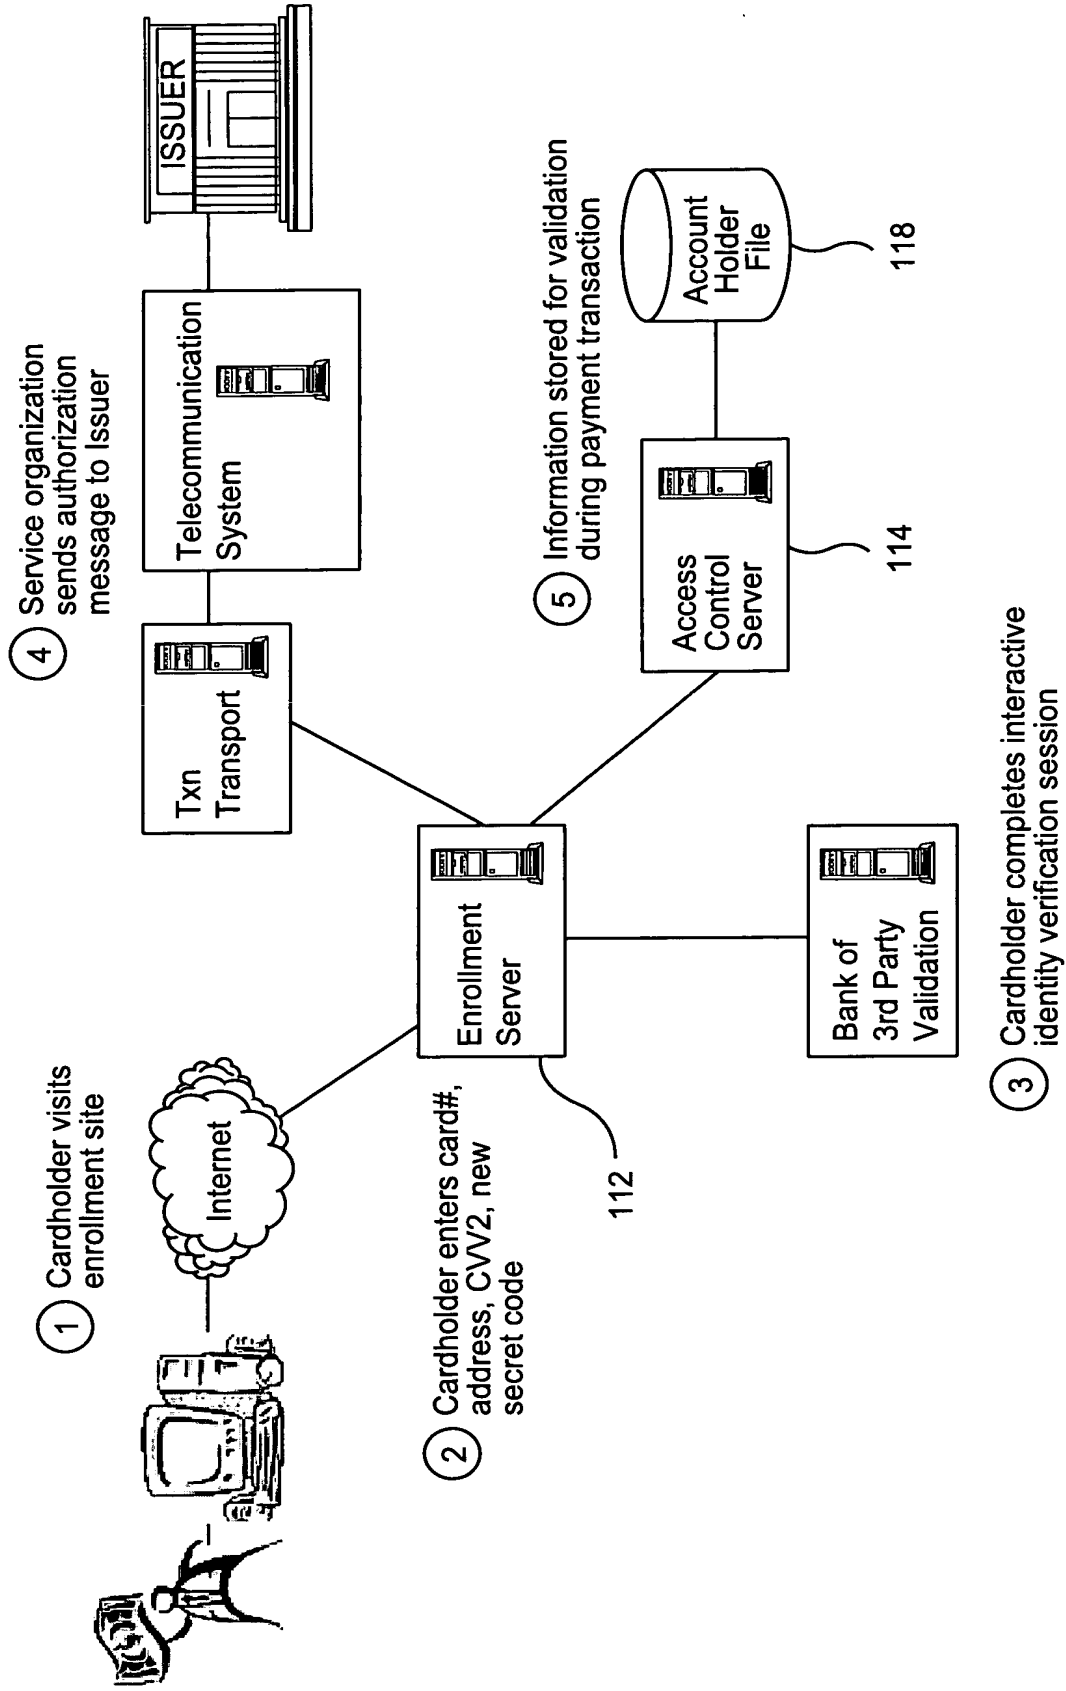 1
Cardholder visits
enrollment site
Internet
2
Cardholder enters card#,
address, CVV2, new
secret code
Enrollment
Server
112
Bank of
3rd Party
Validation
3
Cardholder completes interactive
identity verification session
4
Service organization
sends authorization
message to Issuer
Txn
Transport
Telecommunication
System
ISSUER
5
Information stored for validation
during payment transaction
Access
Control
Server
114
Account
Holder
File
118